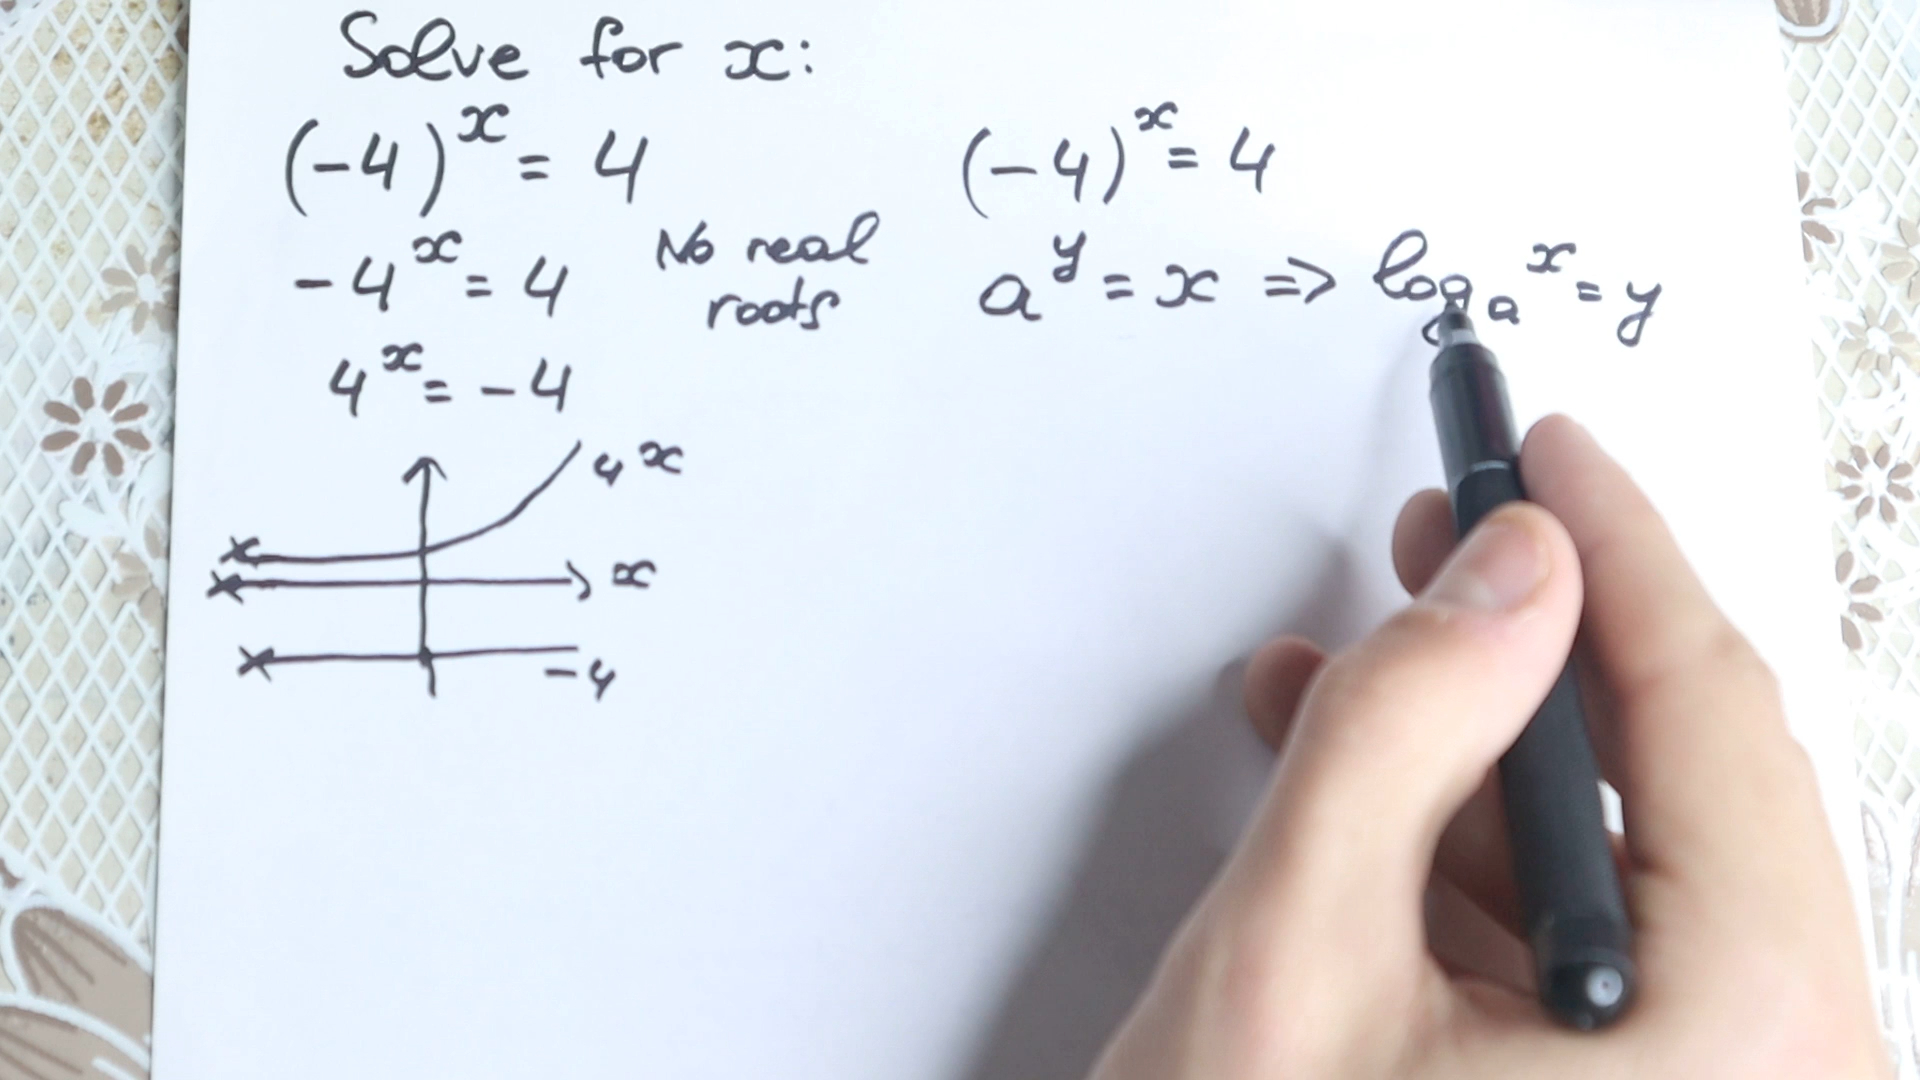 Solve for x:
(-4)^x = 4
-4^x = 4
No real
roots
4^x = -4
4^x
x
-4
(-4)^x = 4
a^y = x => log_a^x = y